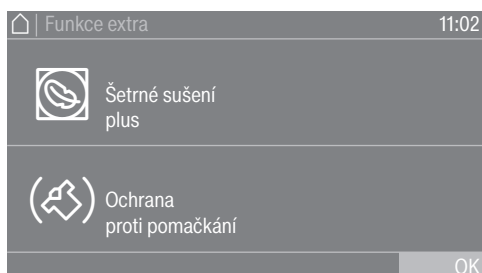 | Funkce extra 11:02
Šetrné sušení
plus
Ochrana
proti pomačkání
OK